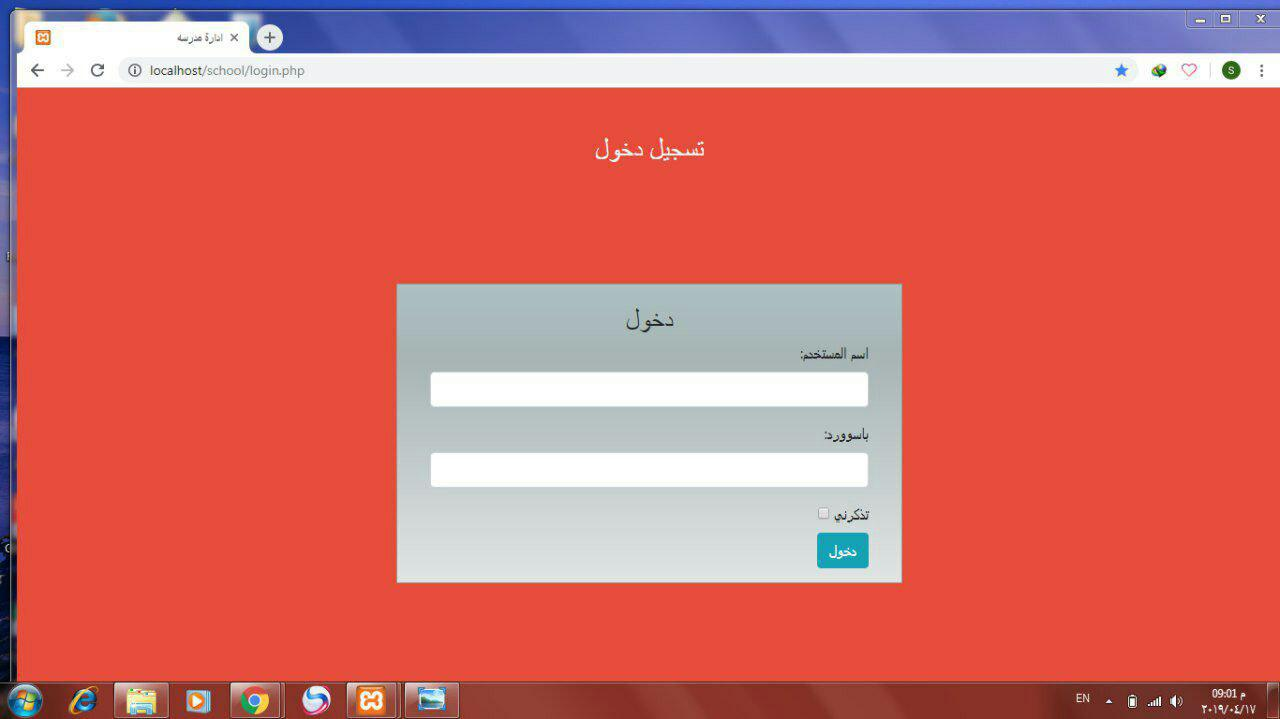 ادارة مدرسه
localhost/school/login.php
S
تسجيل دخول
دخول
اسم المستخدم:
باسوورد:
تذكرني
دخول
EN
09:01 م
٢٠١٩/٠٤/١٧